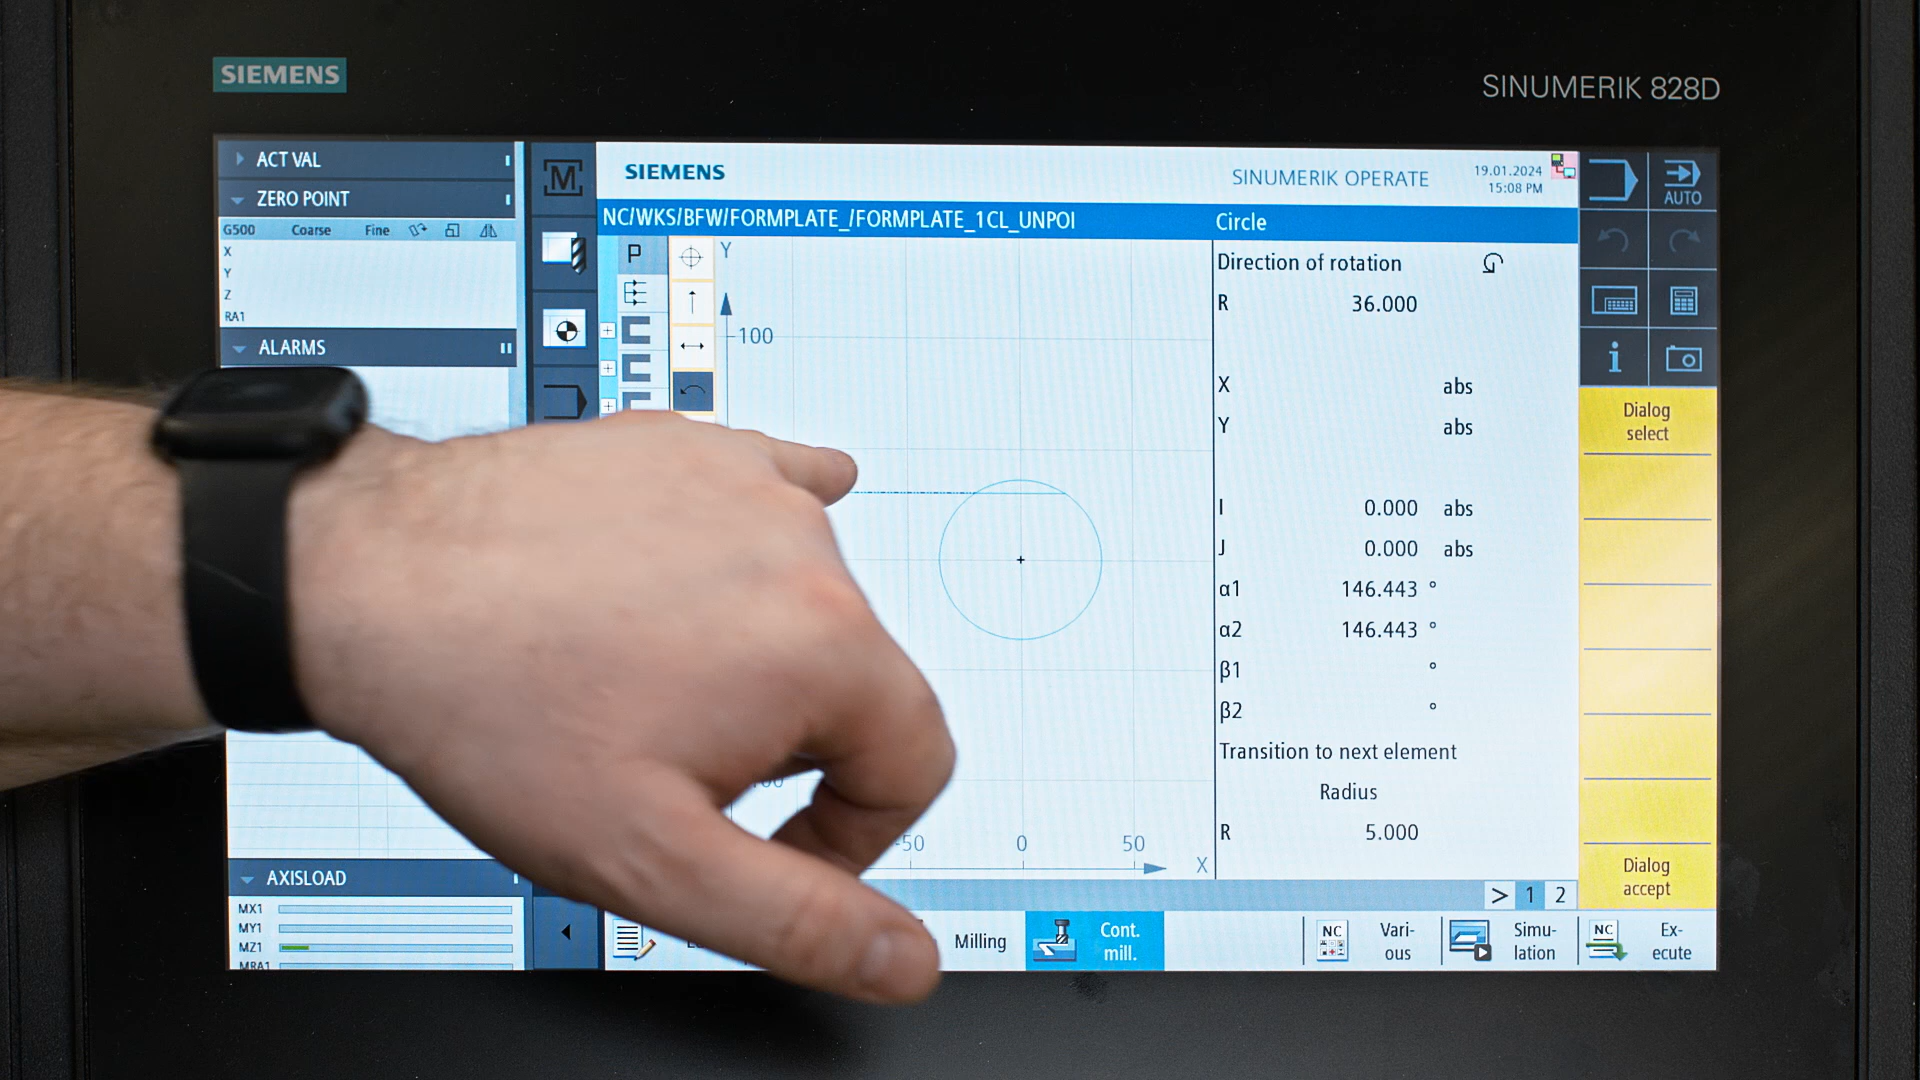 SIEMENS
SINUMERIK 828D
ACT VAL
ZERO POINT
G500 Coarse Fine
X
Y
Z
RA1
ALARMS
AXISLOAD
MX1
MY1
MZ1
MRA1
M
SIEMENS
SINUMERIK OPERATE
19.01.2024
15:08 PM
NC/WKS/BFW/FORMPLATE_/FORMPLATE_1CL_UNPOI
P
Y
100
-50 0 50
X
Circle
Direction of rotation
R 36.000
X abs
Y abs
I 0.000 abs
J 0.000 abs
α1 146.443 °
α2 146.443 °
β1 °
β2 °
Transition to next element
Radius
R 5.000
> 1 2
AUTO
i
Dialog
select
Dialog
accept
Milling
Cont.
mill.
NC
Vari-
ous
Simu-
lation
NC
Ex-
ecute